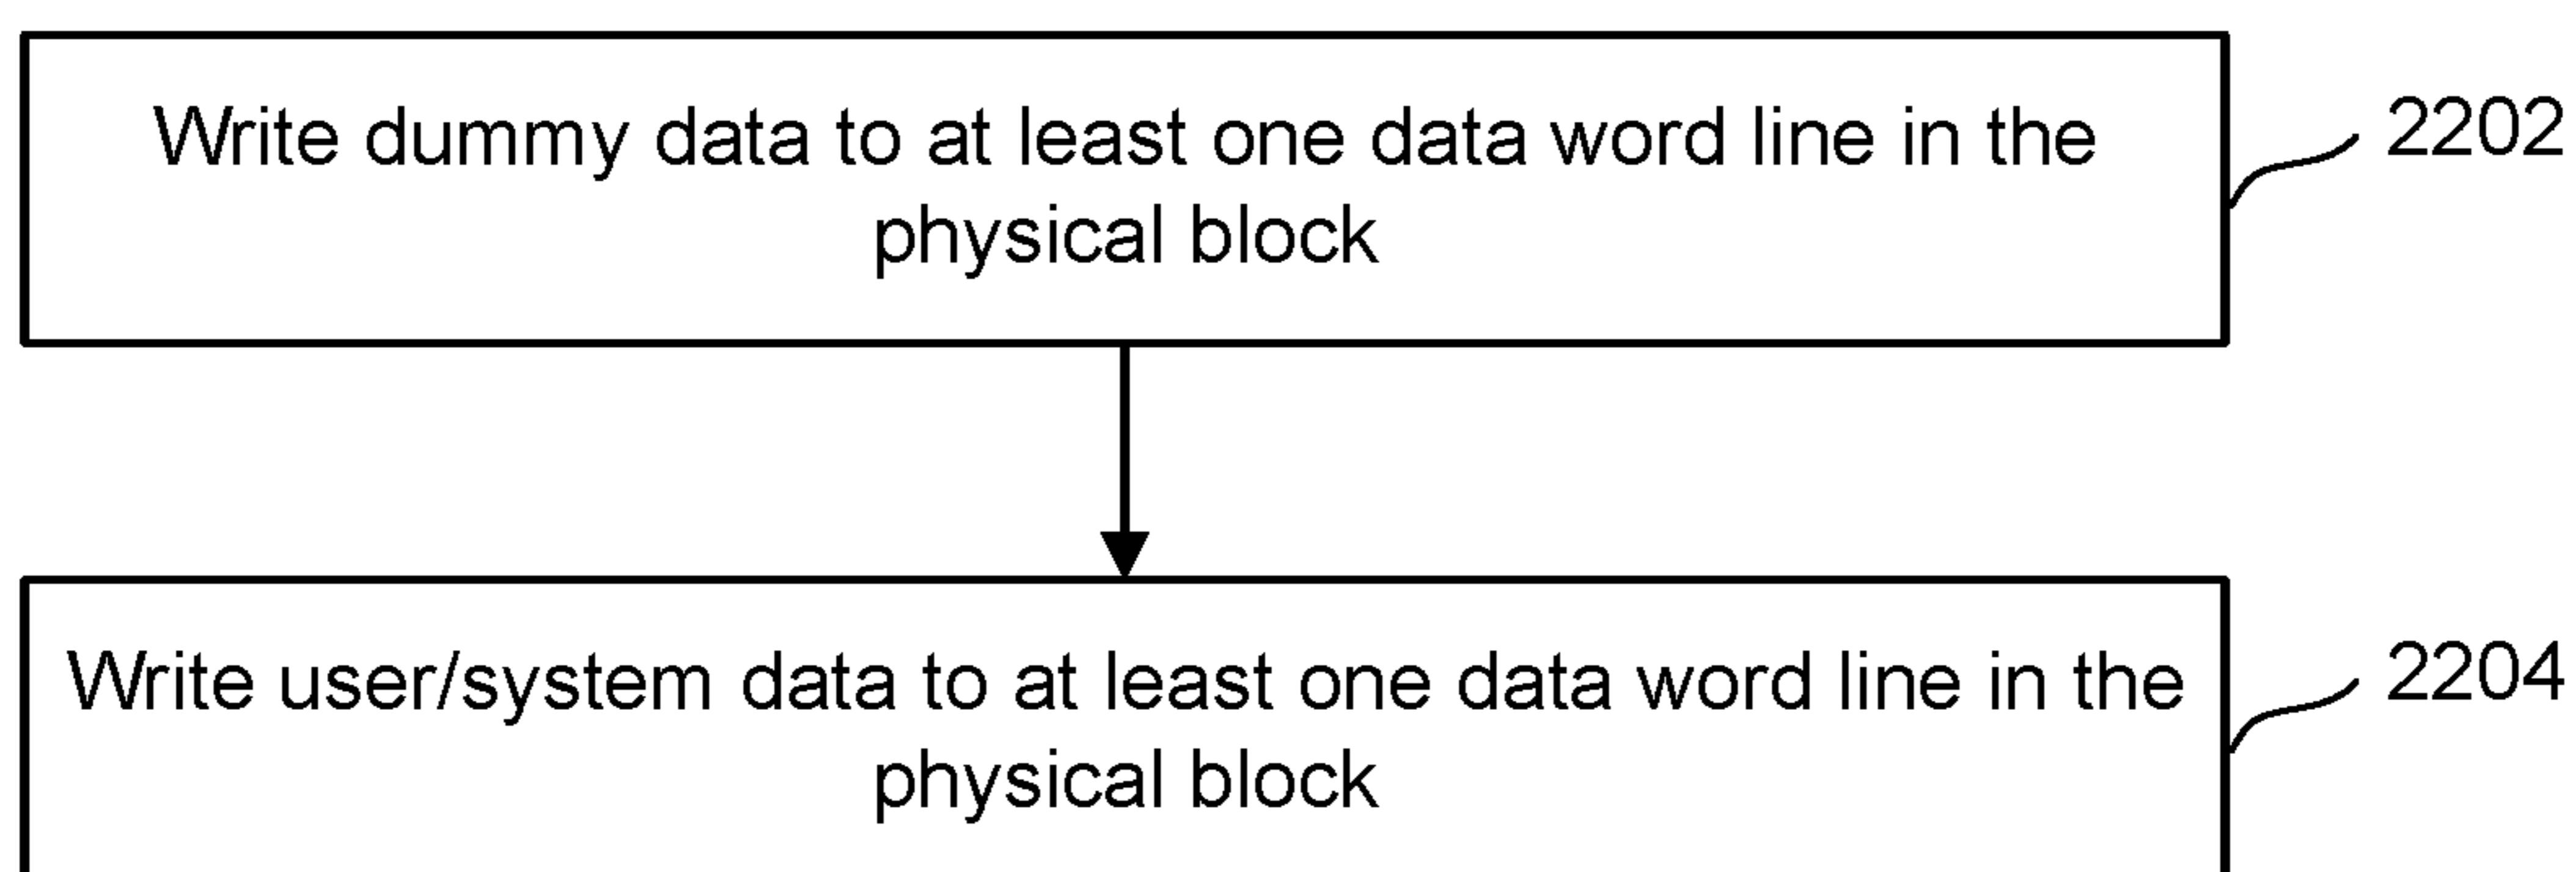 Write dummy data to at least one data word line in the
physical block
2202
Write user/system data to at least one data word line in the
physical block
2204